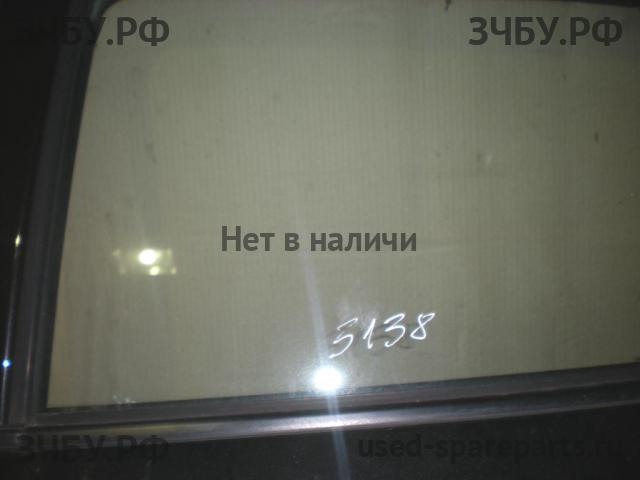 ЗЧБУ.РФ ЗЧБУ.РФ
Нет в наличи
5138
ЗЧБУ.РФ used-spareparts.ru